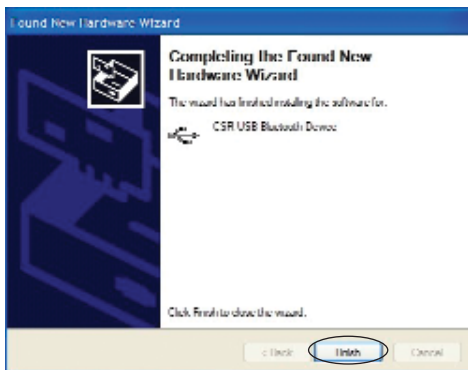 Found New Hardware Wizard
Completing the Found New
Hardware Wizard
The wizard has finished installing the software for:
CSR USB Bluetooth Device
Click Finish to close the wizard.
< Back Finish Cancel